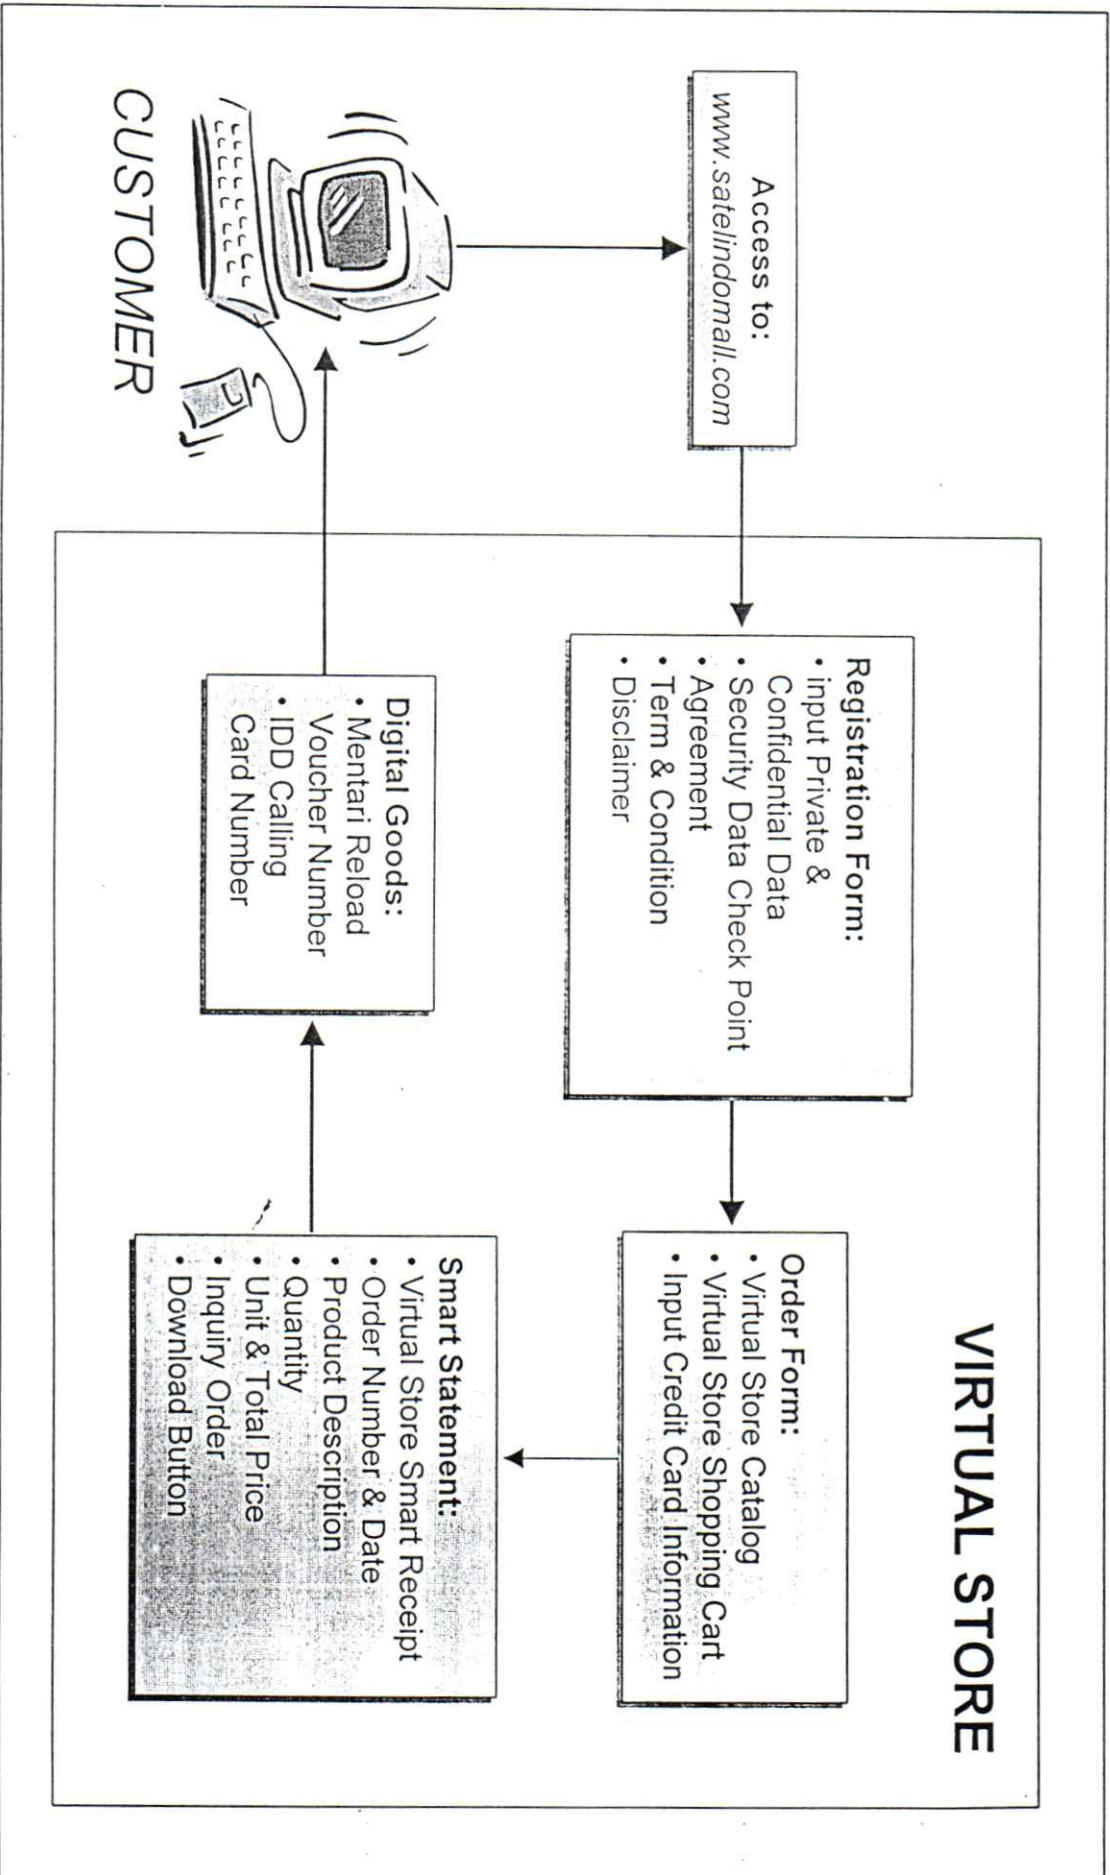 VIRTUAL STORE
Access to:
www.satelindomall.com
Registration Form:
• input Private &
Confidential Data
• Security Data Check Point
• Agreement
• Term & Condition
• Disclaimer
Order Form:
• Virtual Store Catalog
• Virtual Store Shopping Cart
• Input Credit Card Information
Smart Statement:
• Virtual Store Smart Receipt
• Order Number & Date
• Product Description
• Quantity
• Unit & Total Price
• Inquiry Order
• Download Button
Digital Goods:
• Mentari Reload
Voucher Number
• IDD Calling
Card Number
CUSTOMER